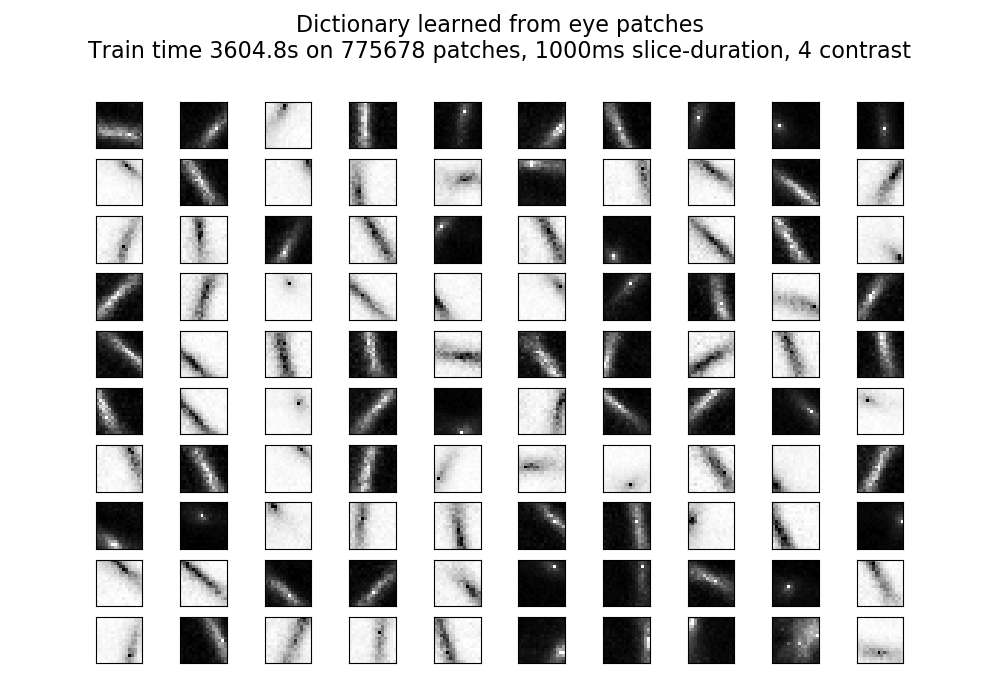 Dictionary learned from eye patches
Train time 3604.8s on 775678 patches, 1000ms slice-duration, 4 contrast